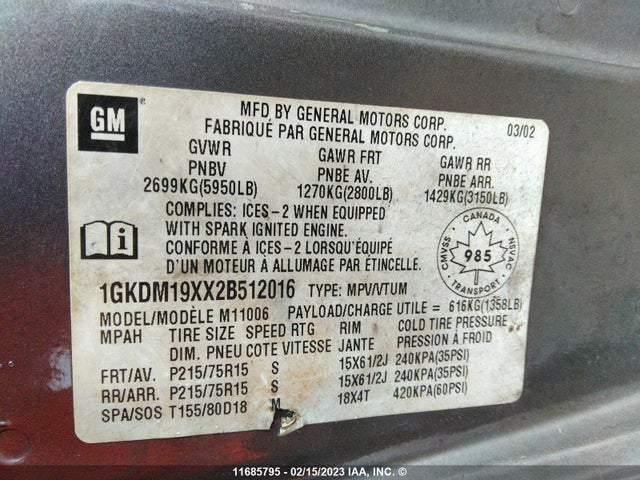 GM
MFD BY GENERAL MOTORS CORP.
FABRIQUÉ PAR GENERAL MOTORS CORP.
03/02
GVWR GAWR FRT GAWR RR
PNBV PNBE AV. PNBE ARR.
2699KG(5950LB) 1270KG(2800LB) 1429KG(3150LB)
COMPLIES: ICES-2 WHEN EQUIPPED
WITH SPARK IGNITED ENGINE.
CONFORME À ICES-2 LORSQU'ÉQUIPÉ
D'UN MOTEUR À ALLUMAGE PAR ÉTINCELLE.
CANADA
CMVSS 985 NSVAC
1GKDM19XX2B512016 TYPE: MPV/VTUM
MODEL/MODÈLE M11006 PAYLOAD/CHARGE UTILE = 616KG(1358LB)
MPAH TIRE SIZE SPEED RTG RIM COLD TIRE PRESSURE
DIM. PNEU COTE VITESSE JANTE PRESSION À FROID
FRT/AV. P215/75R15 S 15X61/2J 240KPA(35PSI)
RR/ARR. P215/75R15 S 15X61/2J 240KPA(35PSI)
SPA/SOS T155/80D18 M 18X4T 420KPA(60PSI)
11685795 - 02/15/2023 IAA, INC. ©